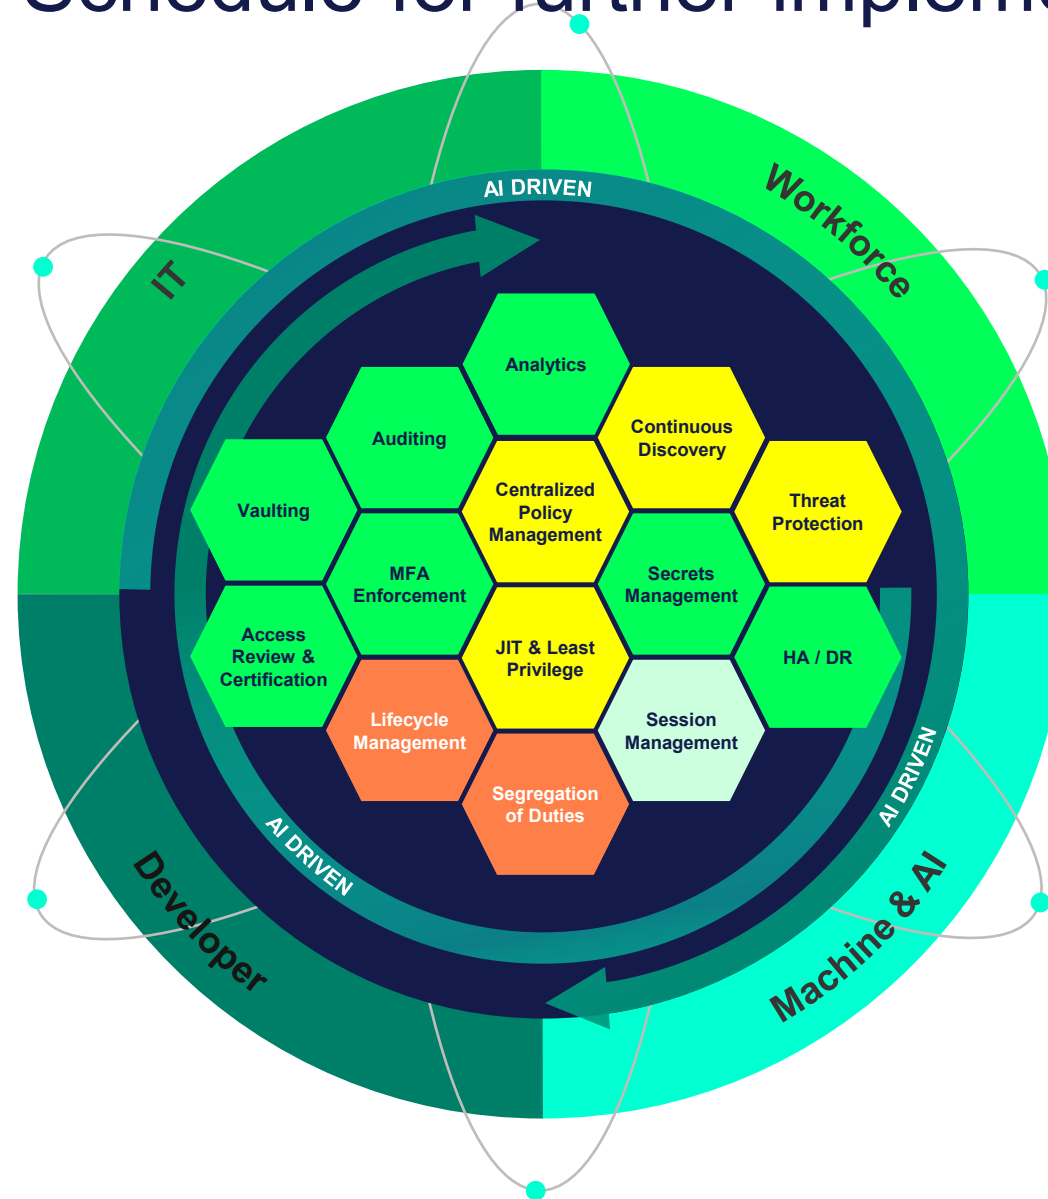 AI DRIVEN
Workforce
IT
Analytics
Auditing
Continuous
Discovery
Vaulting
Centralized
Policy
Management
Threat
Protection
MFA
Enforcement
Secrets
Management
Access
Review &
Certification
JIT & Least
Privilege
HA / DR
Lifecycle
Management
Session
Management
Segregation
of Duties
AI DRIVEN
AI DRIVEN
Developer
Machine & AI